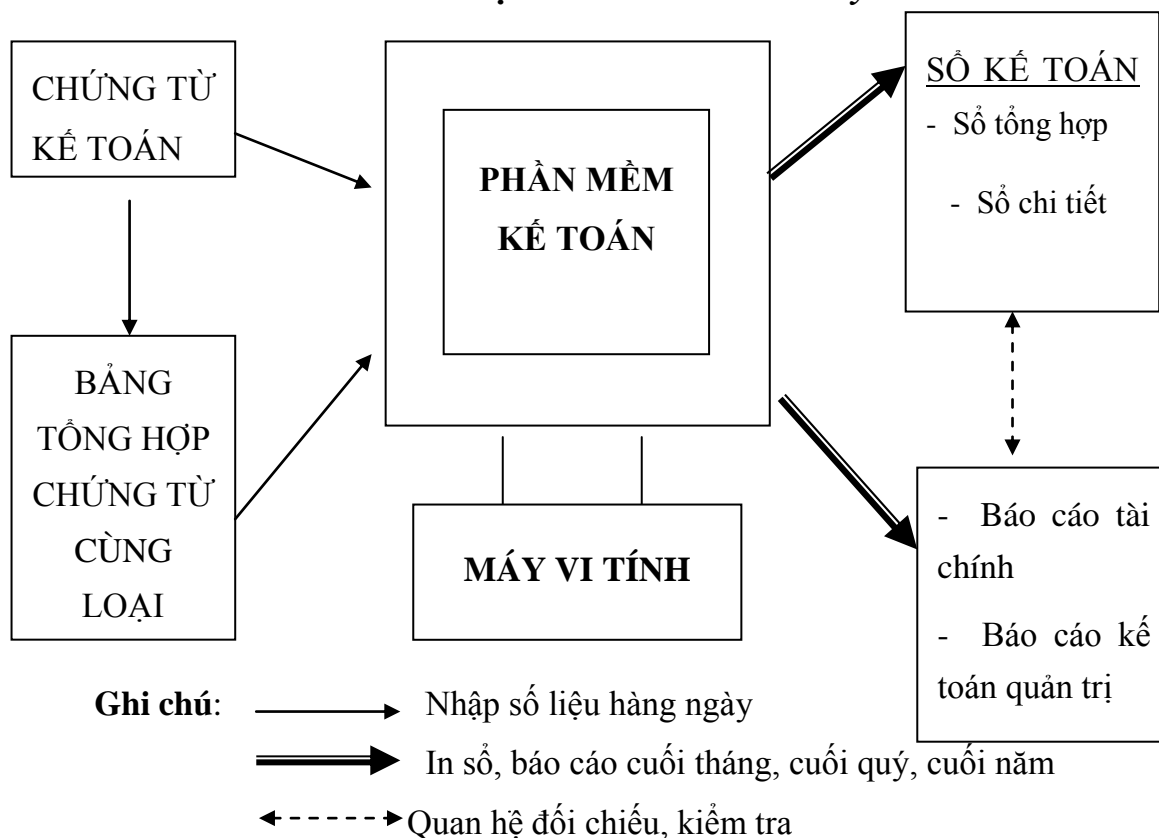 CHỨNG TỪ
KẾ TOÁN
PHẦN MỀM
KẾ TOÁN
SỔ KẾ TOÁN
- Sổ tổng hợp
- Sổ chi tiết
BẢNG
TỔNG HỢP
CHỨNG TỪ
CÙNG
LOẠI
MÁY VI TÍNH
- Báo cáo tài
chính
- Báo cáo kế
toán quản trị
Ghi chú:
Nhập số liệu hàng ngày
In sổ, báo cáo cuối tháng, cuối quý, cuối năm
Quan hệ đối chiếu, kiểm tra